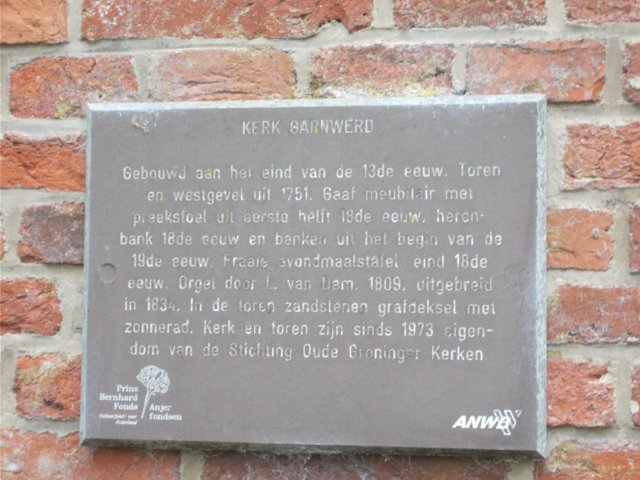 KERK GARNWERD
Gebouwd aan het eind van de 13de eeuw. Toren
en westgevel uit 1751. Gaaf meubilair met
preekstoel uit eerste helft 18de eeuw, heren-
bank 18de eeuw en banken uit het begin van de
19de eeuw. Fraaie avondmaalstafel, eind 18de
eeuw. Orgel door L. van Dam, 1809, uitgebreid
in 1834. In de toren zandstenen grafdeksel met
zonnerad. Kerk en toren zijn sinds 1973 eigen-
dom van de Stichting Oude Groninger Kerken.
Prins
Bernhard
Fonds
Cultuurfonds voor
Nederland
Anjer
fondsen
ANWB